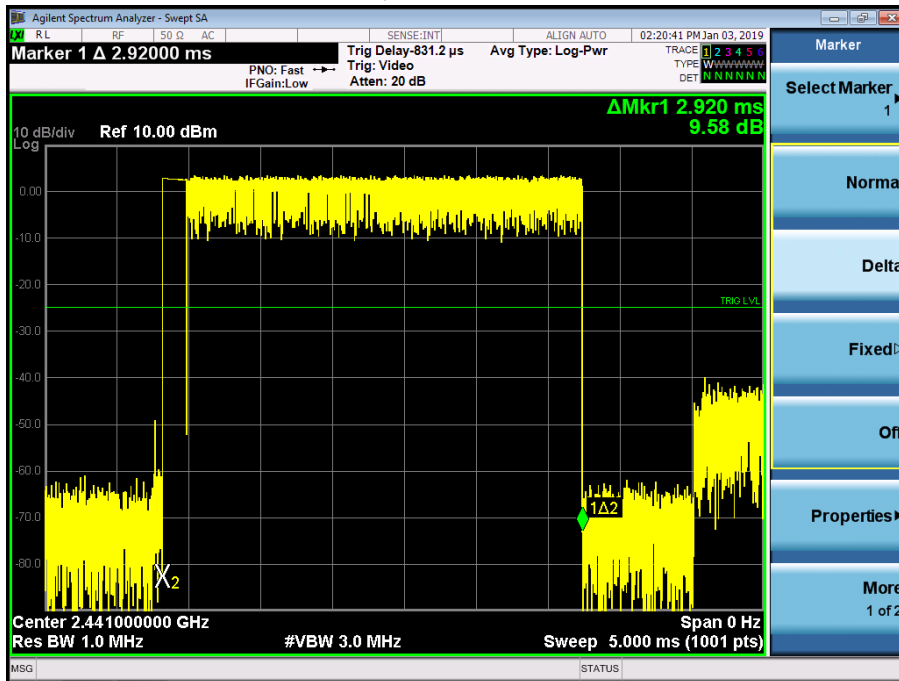 Agilent Spectrum Analyzer - Swept SA
LXI RL RF 50 Ω AC SENSE:INT ALIGN AUTO 02:20:41 PM Jan 03, 2019
Marker 1 Δ 2.92000 ms
PNO: Fast
IFGain:Low
Trig Delay-831.2 µs
Trig: Video
Atten: 20 dB
Avg Type: Log-Pwr
TRACE 1 2 3 4 5 6
TYPE WWWWWW
DET N N N N N N
ΔMkr1 2.920 ms
9.58 dB
10 dB/div Ref 10.00 dBm
Log
0.00
-10.0
-20.0
TRIG LVL
-30.0
-40.0
-50.0
-60.0
-70.0
1Δ2
-80.0
X2
Center 2.441000000 GHz Span 0 Hz
Res BW 1.0 MHz #VBW 3.0 MHz Sweep 5.000 ms (1001 pts)
MSG STATUS
Marker
Select Marker
1
Norma
Delta
Fixed
Off
Properties
More
1 of 2